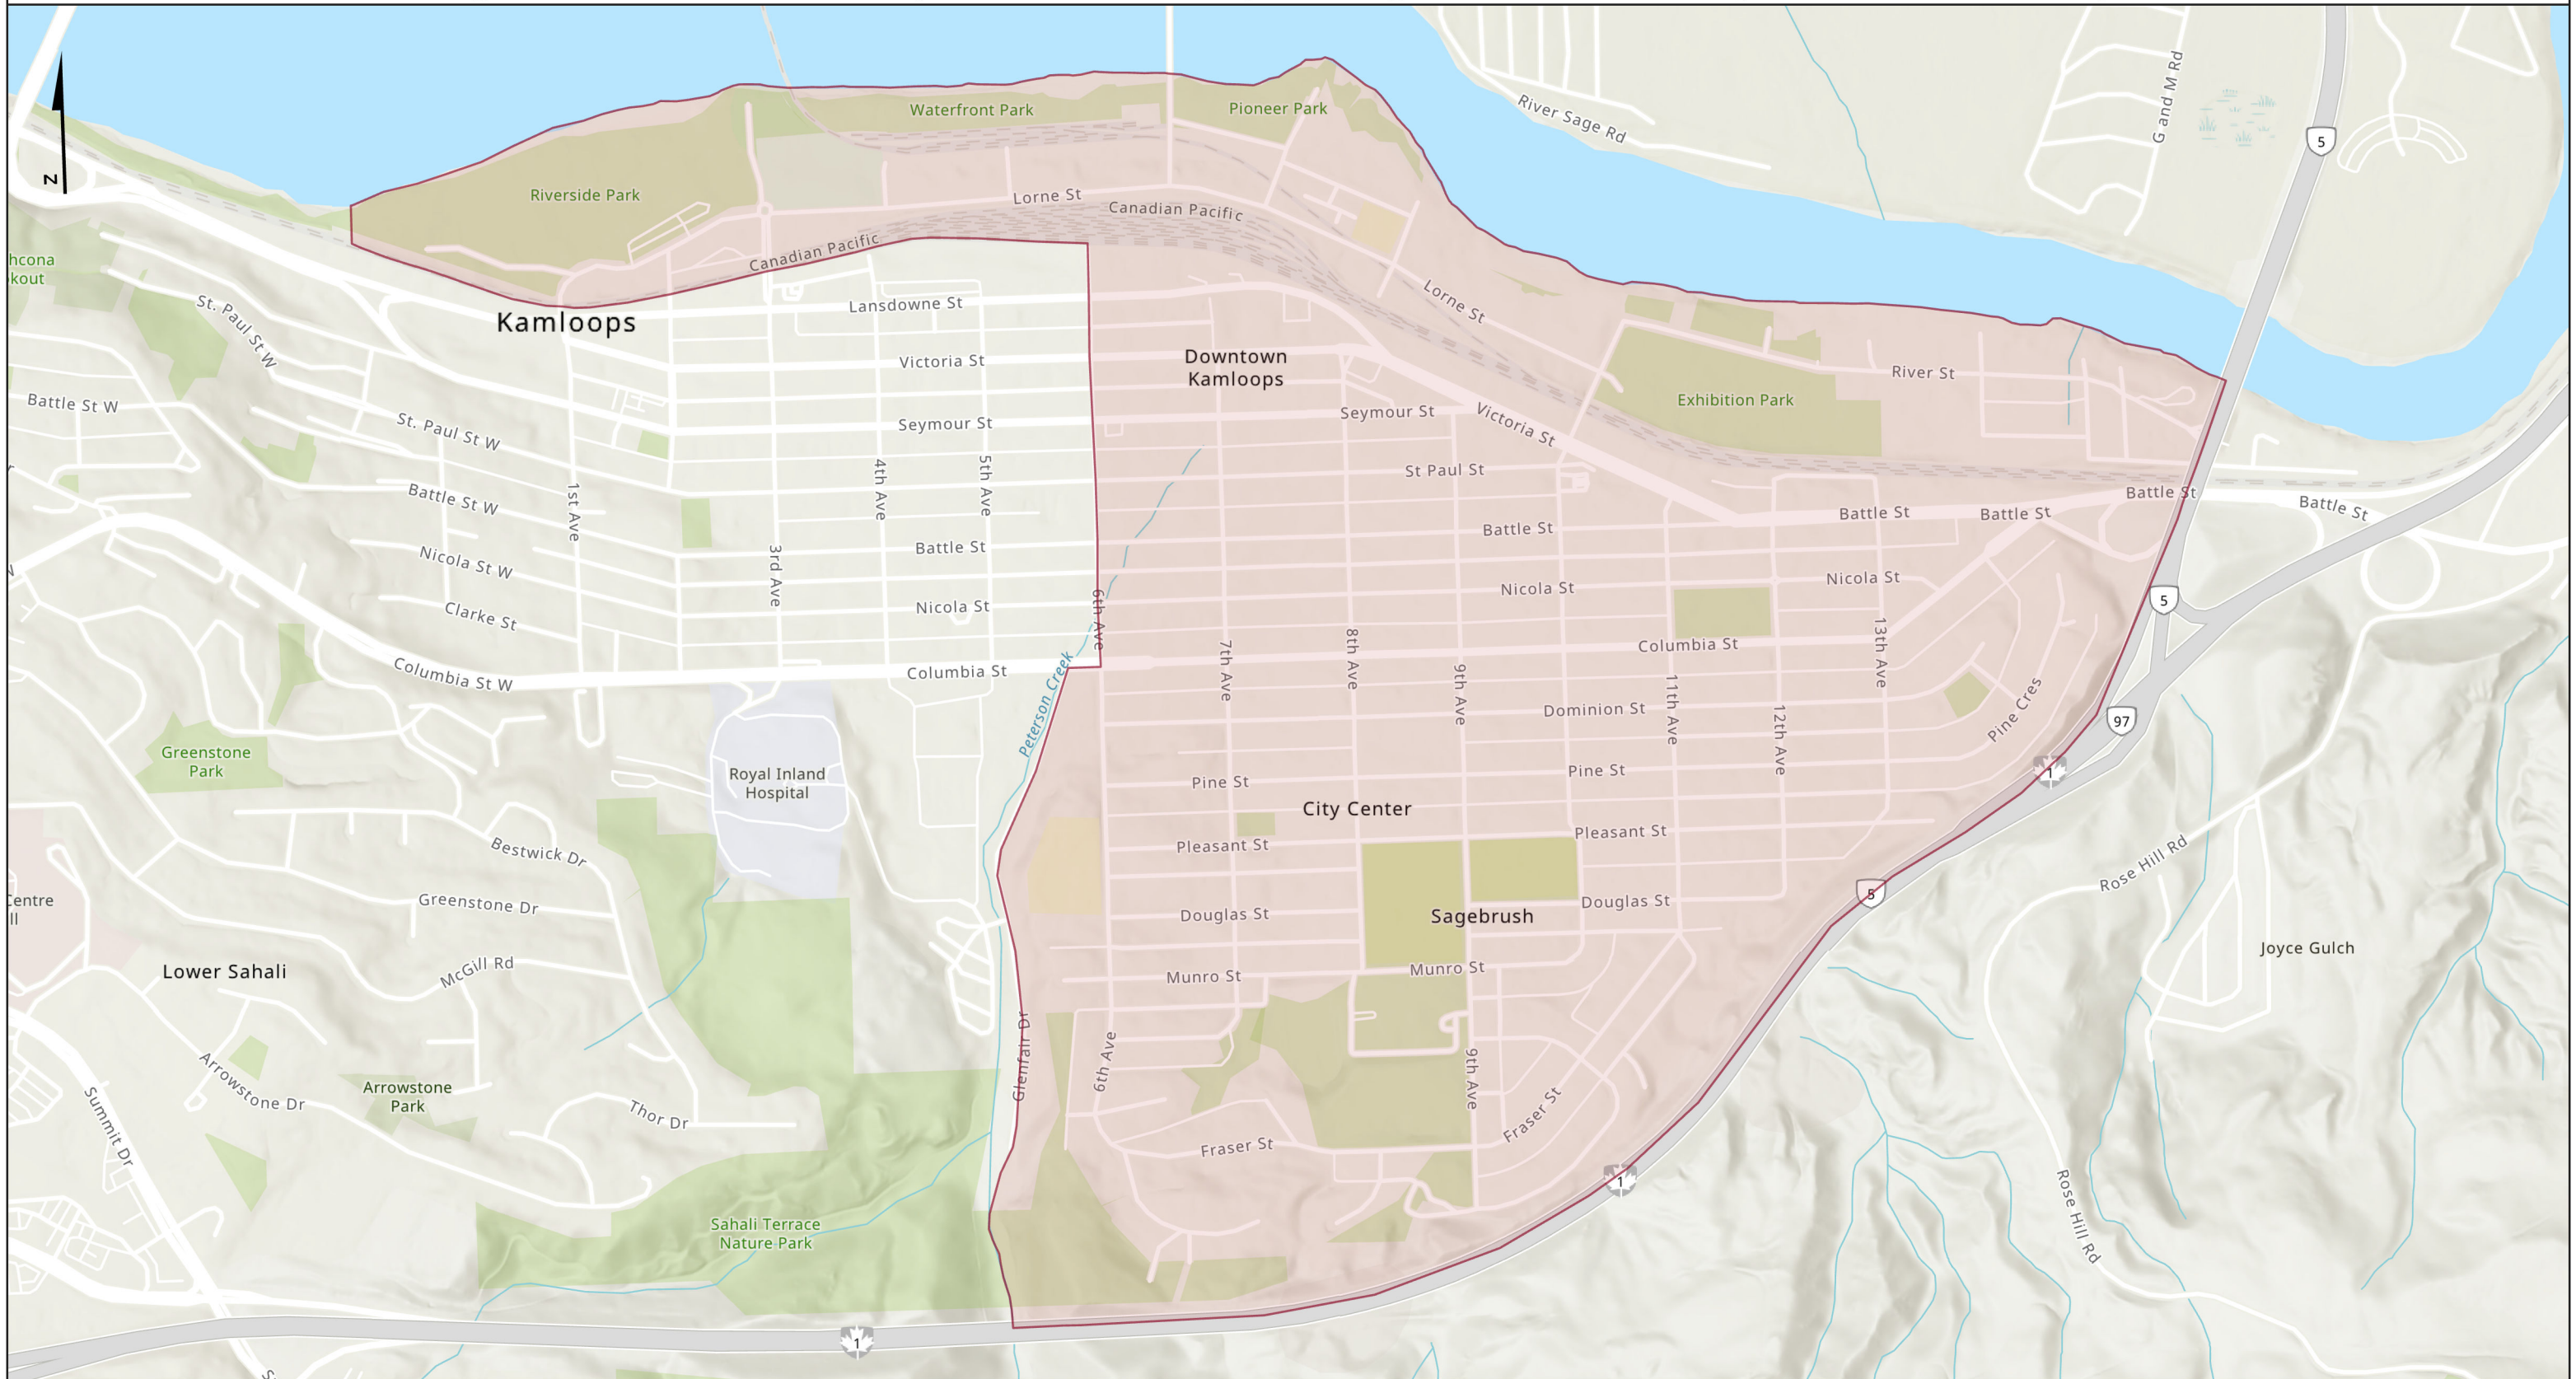 G and M Rd
River Sage Rd
5
Waterfront Park
Pioneer Park
Riverside Park
N
Lorne St
Canadian Pacific
Canadian Pacific
hcona
kout
St. Paul St W
Kamloops
Lansdowne St
Lorne St
Victoria St
Downtown
Kamloops
River St
Exhibition Park
Battle St W
St. Paul St W
Seymour St
Seymour St
Victoria St
4th Ave
5th Ave
St Paul St
1st Ave
Battle St W
Battle St
Battle St
Battle St
Battle St
Battle St
Battle St
3rd Ave
Nicola St W
Nicola St
6th Ave
Nicola St
Nicola St
5
Clarke St
Columbia St W
Columbia St
Columbia St
Peterson Creek
7th Ave
8th Ave
9th Ave
11th Ave
12th Ave
13th Ave
Dominion St
Pine Cres
97
Greenstone
Park
Royal Inland
Hospital
Pine St
Pine St
1
City Center
Bestwick Dr
Pleasant St
Pleasant St
Rose Hill Rd
Centre
ll
Greenstone Dr
Douglas St
Sagebrush
Douglas St
5
Joyce Gulch
Lower Sahali
McGill Rd
Munro St
Munro St
Glenfair Dr
6th Ave
9th Ave
Arrowstone Dr
Arrowstone
Park
Summit Dr
Thor Dr
Fraser St
Fraser St
1
Rose Hill Rd
Sahali Terrace
Nature Park
1